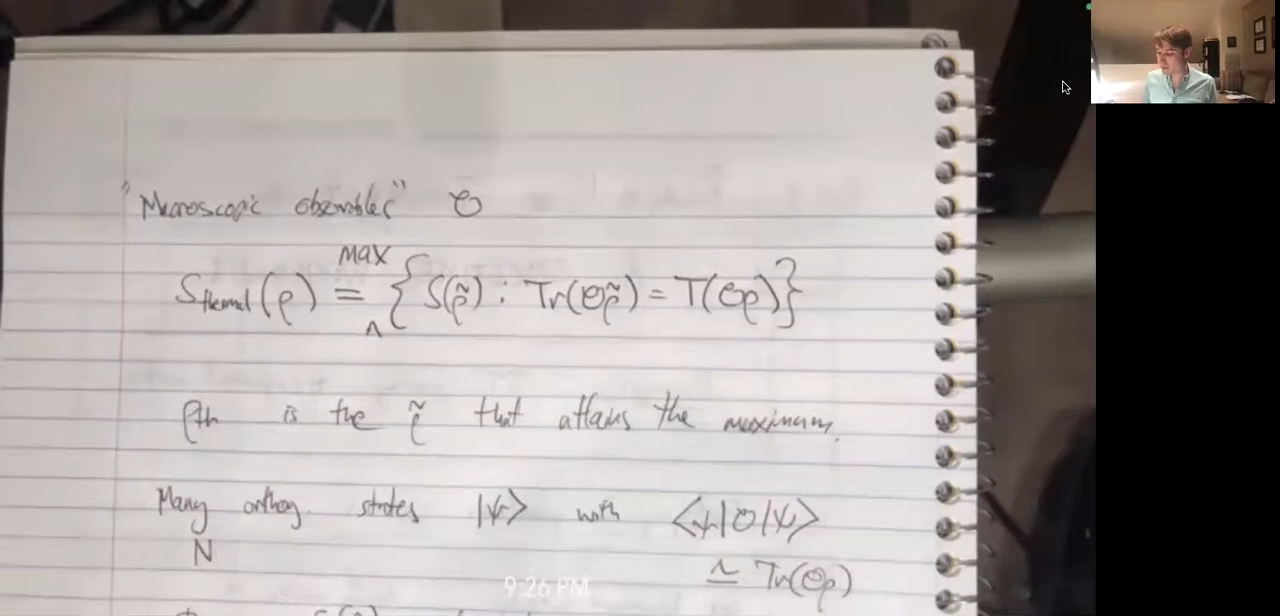 "Macroscopic observables" O
S_thermal(ρ) = max { S(ρ̃) : Tr(Oρ̃) = T(Oρ) }
ρ_th is the ρ̃ that attains the maximum.
Many orthog. states |ψ> with <ψ|O|ψ>
N ≃ Tr(Oρ)
9:26 PM